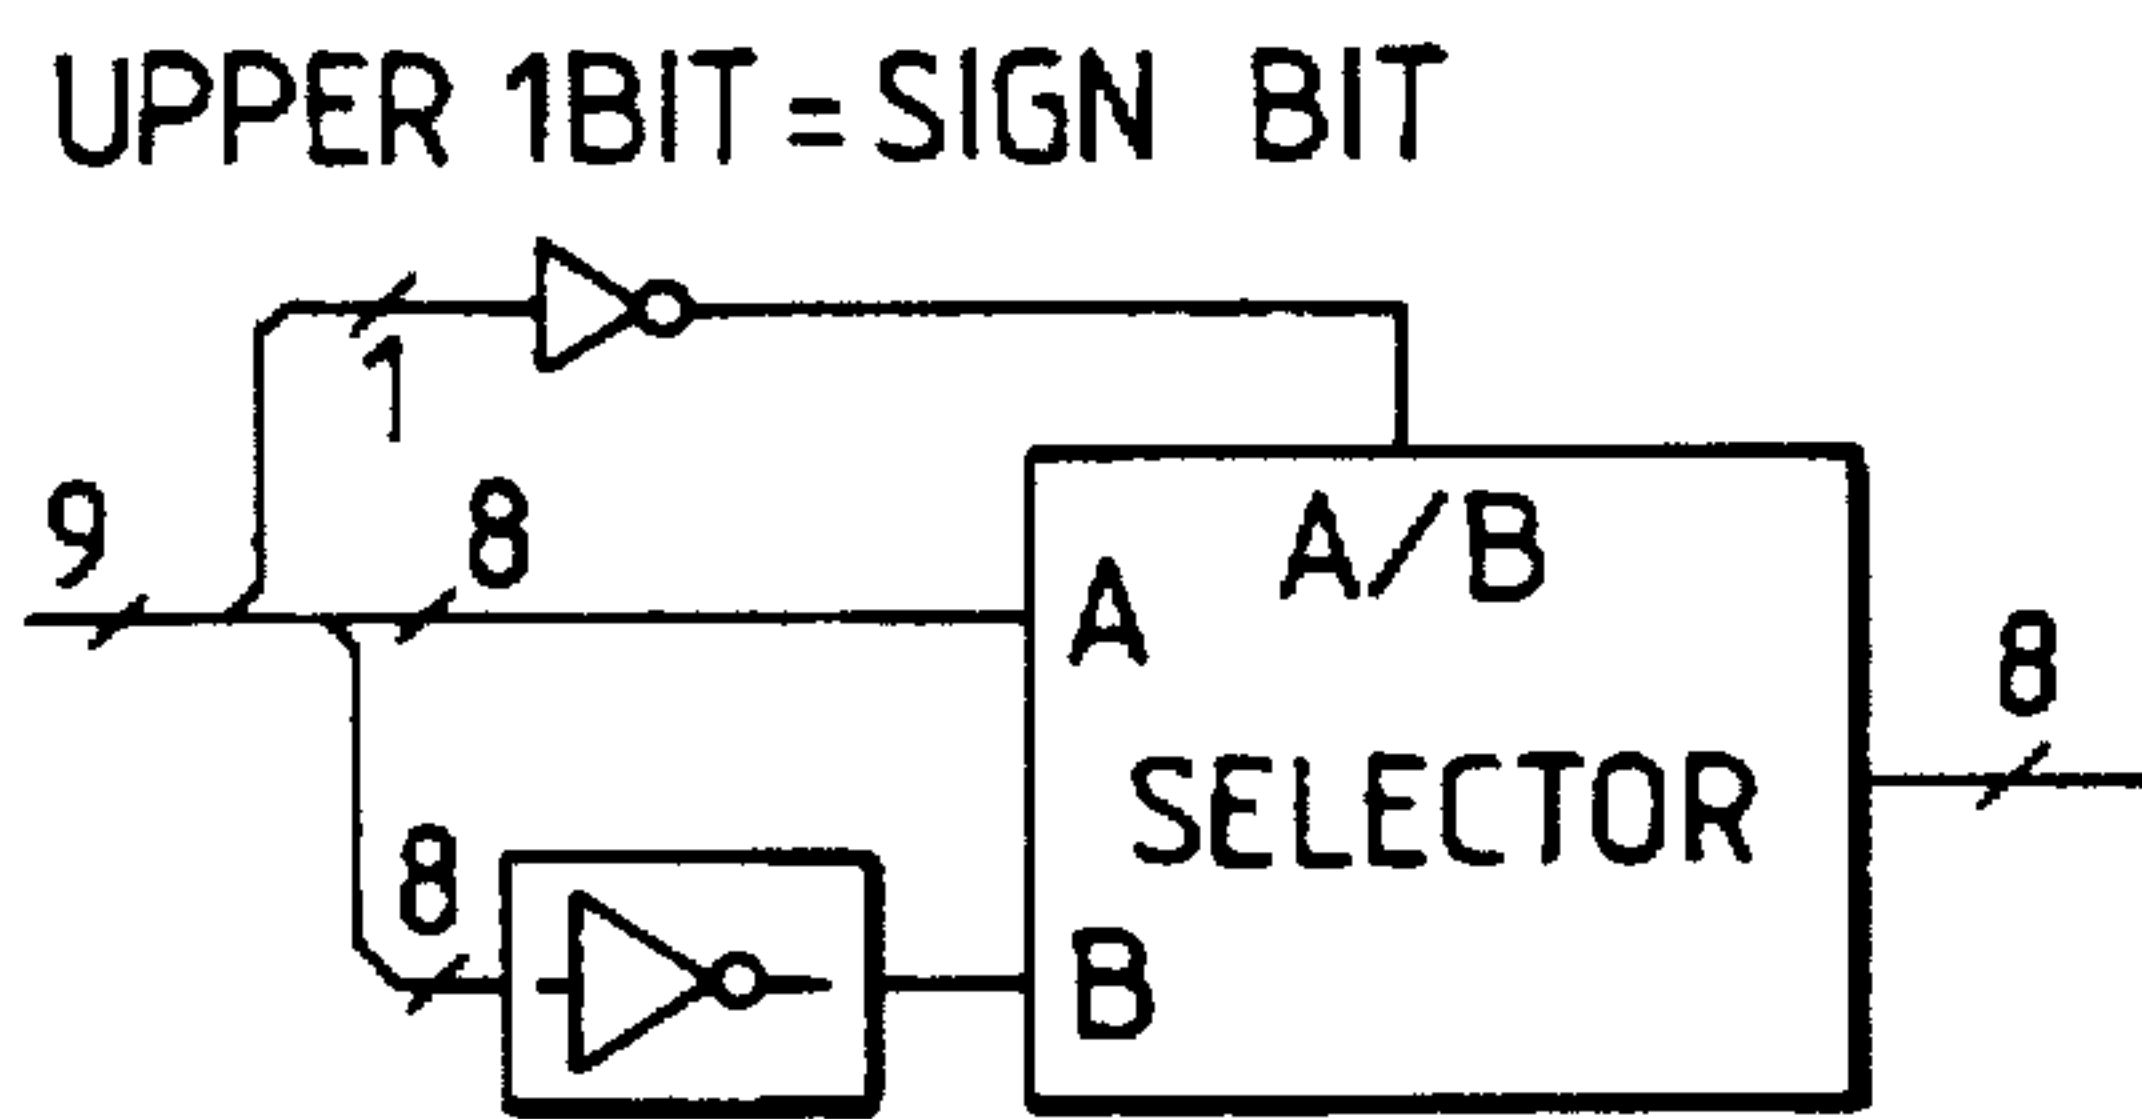 UPPER 1BIT = SIGN BIT
1
9
8
A/B
A
8
SELECTOR
8
B